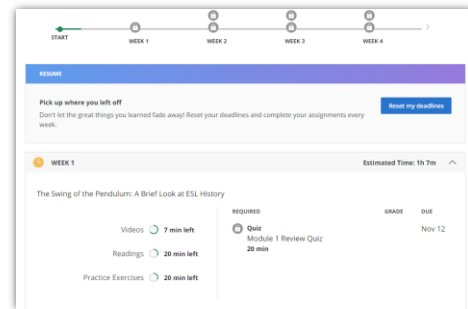 START
WEEK 1
WEEK 2
WEEK 3
WEEK 4
RESUME
Pick up where you left off
Don't let the great things you learned fade away! Reset your deadlines and complete your assignments every
week.
Reset my deadlines
WEEK 1
Estimated Time: 1h 7m
The Swing of the Pendulum: A Brief Look at ESL History
Videos 7 min left
Readings 20 min left
Practice Exercises 20 min left
REQUIRED GRADE DUE
Quiz Nov 12
Module 1 Review Quiz
20 min